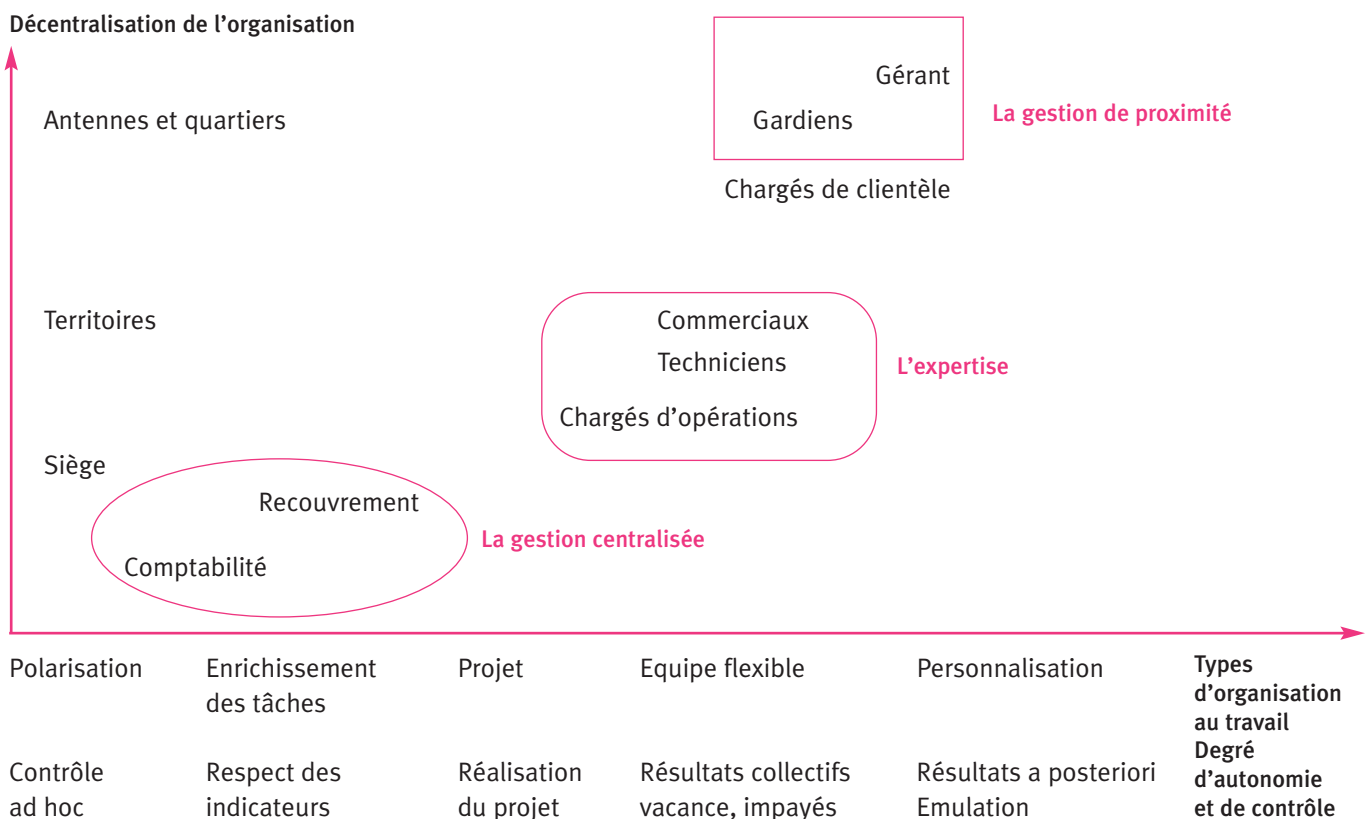 Décentralisation de l'organisation
Gérant
Antennes et quartiers
Gardiens
La gestion de proximité
Chargés de clientèle
Territoires
Commerciaux
Techniciens
L'expertise
Chargés d'opérations
Siège
Recouvrement
La gestion centralisée
Comptabilité
Polarisation
Enrichissement
des tâches
Projet
Equipe flexible
Personnalisation
Types
d'organisation
au travail
Contrôle
ad hoc
Respect des
indicateurs
Réalisation
du projet
Résultats collectifs
vacance, impayés
Résultats a posteriori
Emulation
Degré
d'autonomie
et de contrôle